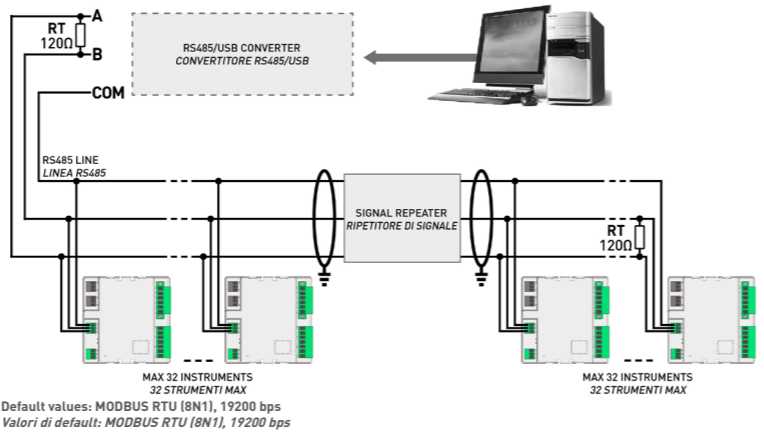 A
RT
120Ω
B
RS485/USB CONVERTER
CONVERTITORE RS485/USB
COM
RS485 LINE
LINEA RS485
SIGNAL REPEATER
RIPETITORE DI SIGNALE
RT
120Ω
MAX 32 INSTRUMENTS
32 STRUMENTI MAX
MAX 32 INSTRUMENTS
32 STRUMENTI MAX
Default values: MODBUS RTU (8N1), 19200 bps
Valori di default: MODBUS RTU (8N1), 19200 bps